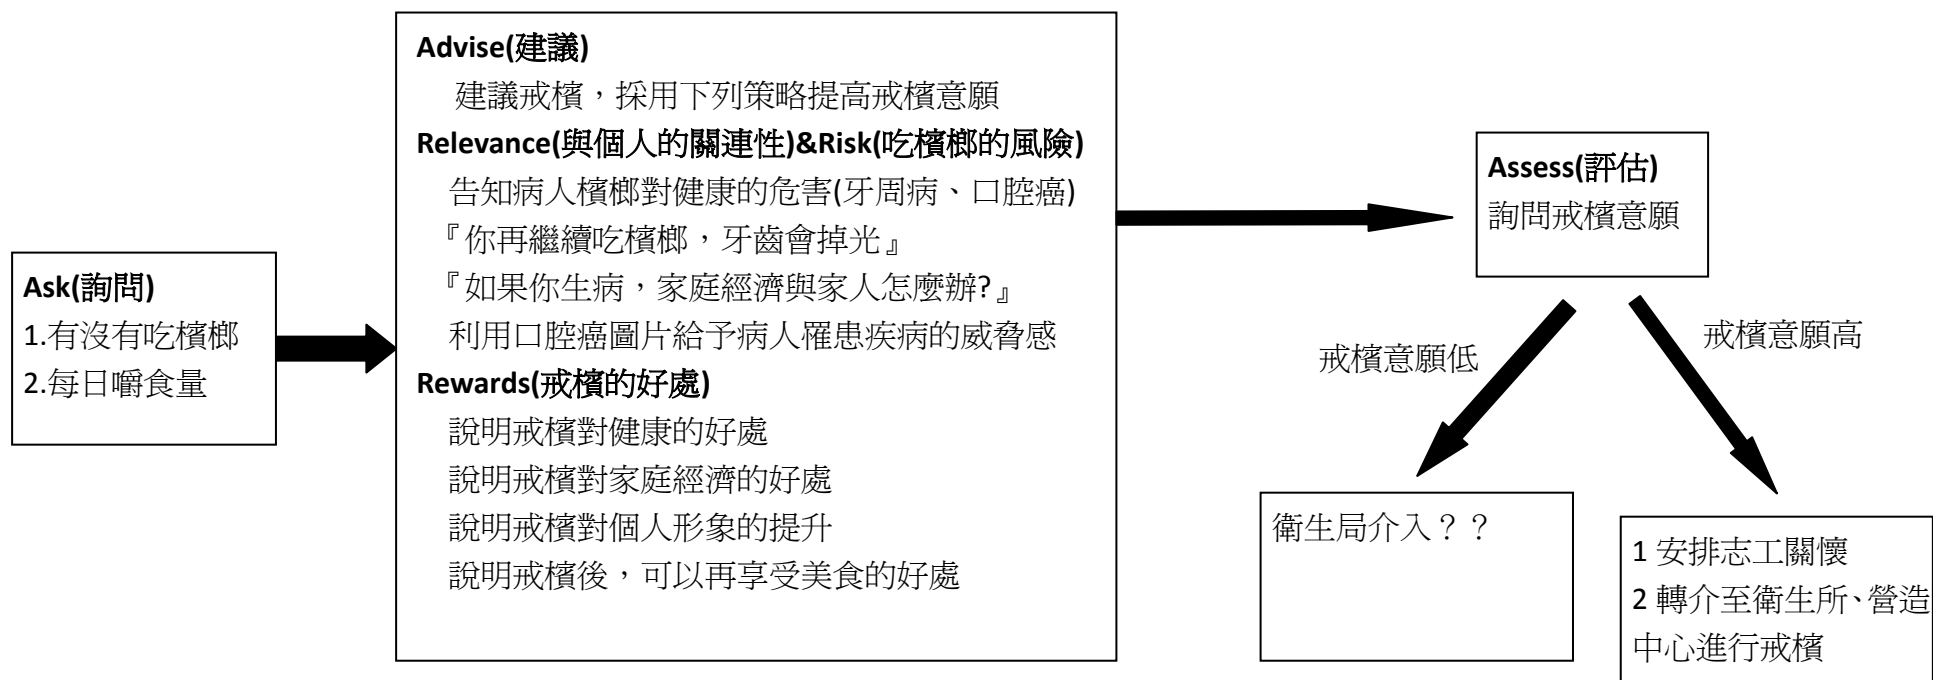 Ask(詢問)
1.有沒有吃檳榔
2.每日嚼食量
Advise(建議)
建議戒檳，採用下列策略提高戒檳意願
Relevance(與個人的關連性)&Risk(吃檳榔的風險)
告知病人檳榔對健康的危害(牙周病、口腔癌)
『你再繼續吃檳榔，牙齒會掉光』
『如果你生病，家庭經濟與家人怎麼辦?』
利用口腔癌圖片給予病人罹患疾病的威脅感
Rewards(戒檳的好處)
說明戒檳對健康的好處
說明戒檳對家庭經濟的好處
說明戒檳對個人形象的提升
說明戒檳後，可以再享受美食的好處
Assess(評估)
詢問戒檳意願
戒檳意願低
戒檳意願高
衛生局介入？？
1 安排志工關懷
2 轉介至衛生所、營造
中心進行戒檳